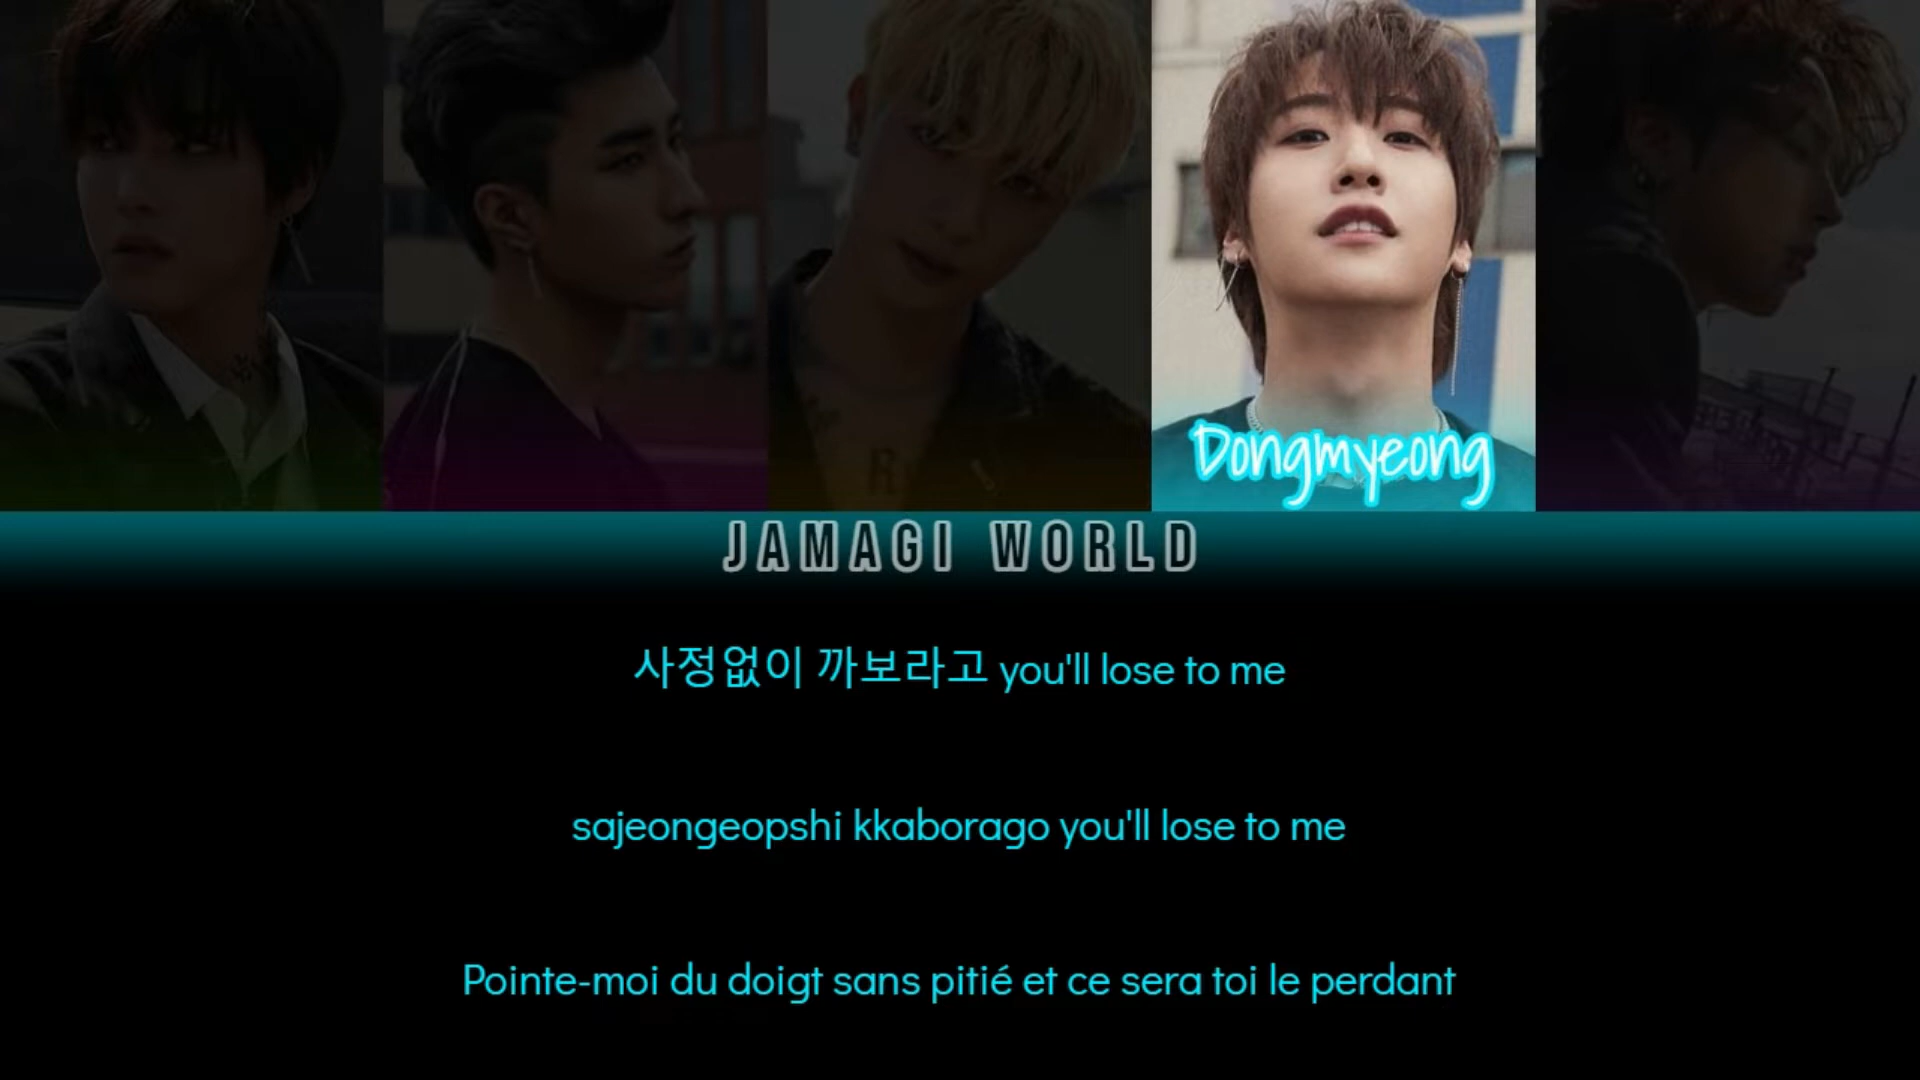 Dongmyeong
JAMAGI WORLD
사정없이 까보라고 you'll lose to me
sajeongeopshi kkaborago you'll lose to me
Pointe-moi du doigt sans pitié et ce sera toi le perdant